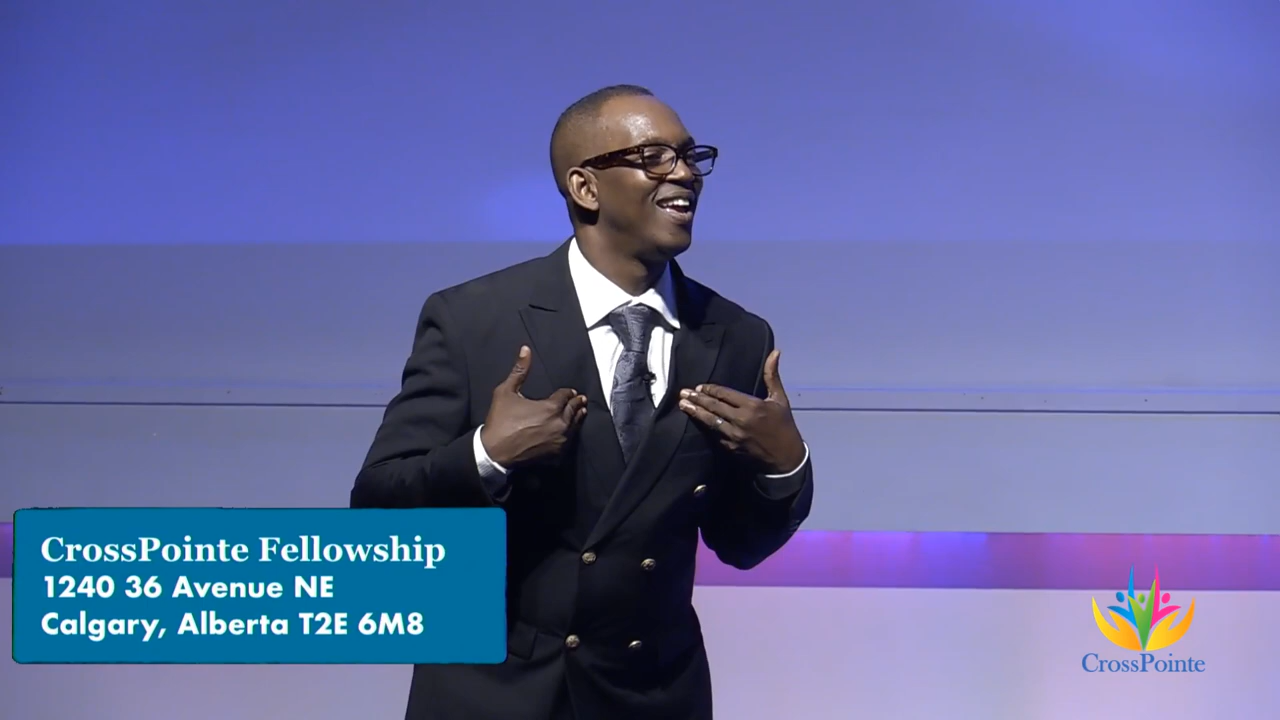 CrossPointe Fellowship
1240 36 Avenue NE
Calgary, Alberta T2E 6M8
CrossPointe